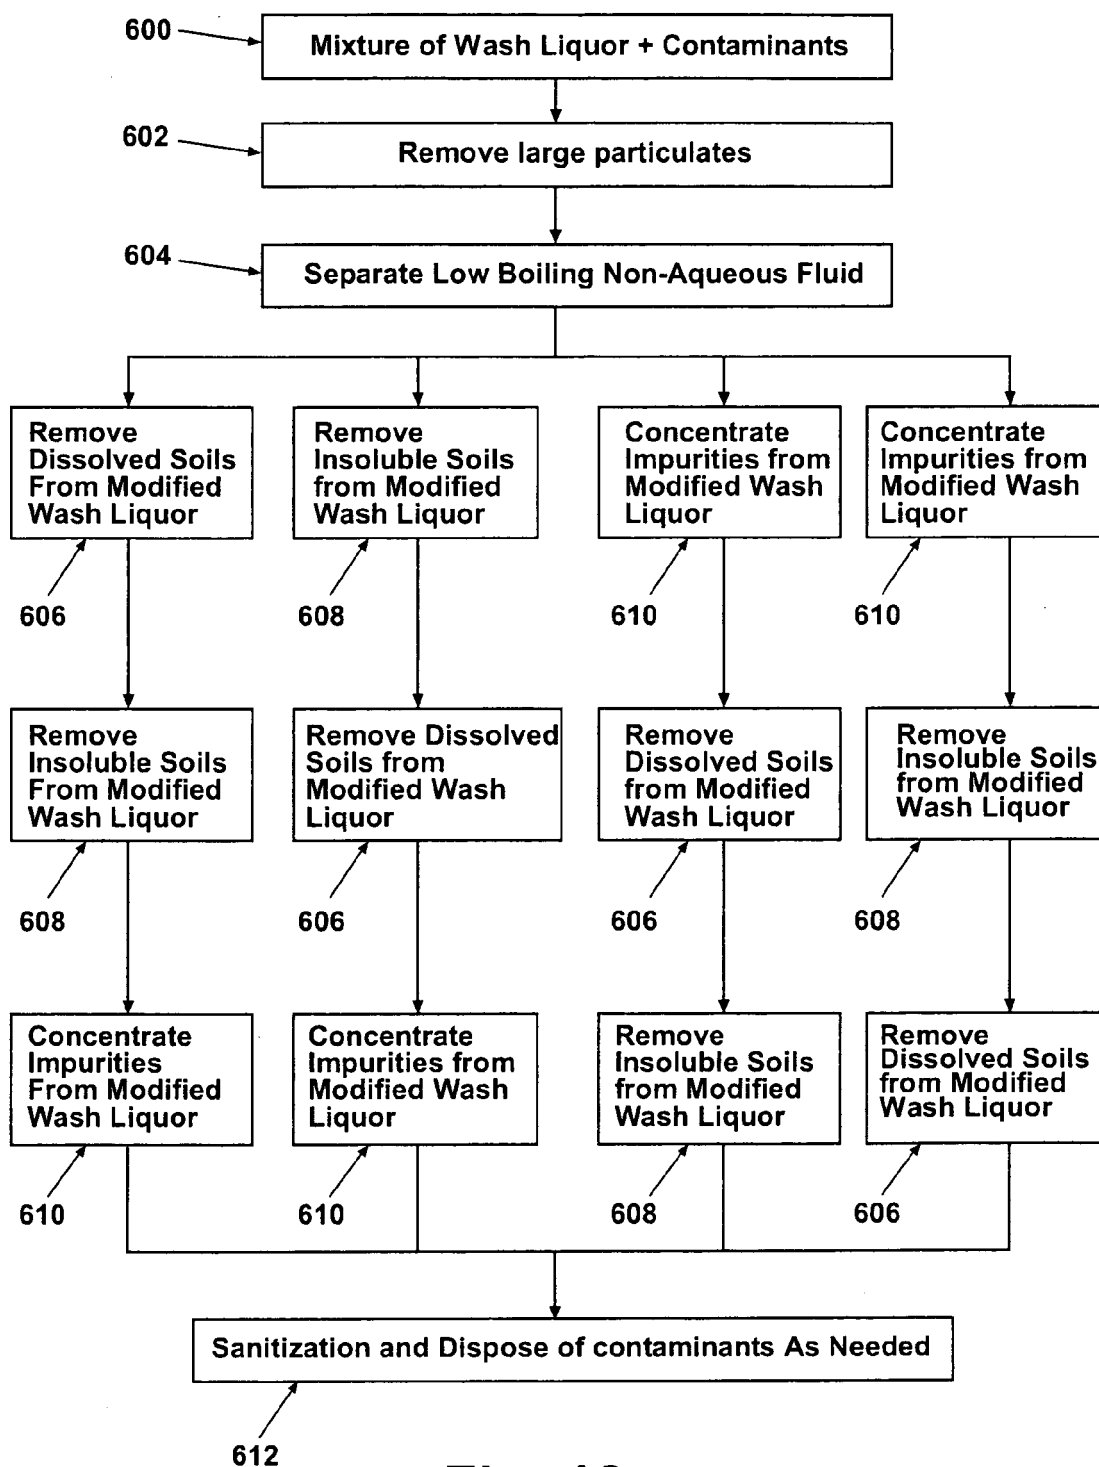 600
Mixture of Wash Liquor + Contaminants
602
Remove large particulates
604
Separate Low Boiling Non-Aqueous Fluid
Remove
Dissolved Soils
From Modified
Wash Liquor
606
Remove
Insoluble Soils
from Modified
Wash Liquor
608
Concentrate
Impurities from
Modified Wash
Liquor
610
Concentrate
Impurities from
Modified Wash
Liquor
610
Remove
Insoluble Soils
From Modified
Wash Liquor
608
Remove Dissolved
Soils from
Modified Wash
Liquor
606
Remove
Dissolved Soils
from Modified
Wash Liquor
606
Remove
Insoluble Soils
from Modified
Wash Liquor
608
Concentrate
Impurities
From Modified
Wash Liquor
610
Concentrate
Impurities from
Modified Wash
Liquor
610
Remove
Insoluble Soils
from Modified
Wash Liquor
608
Remove
Dissolved Soils
from Modified
Wash Liquor
606
Sanitization and Dispose of contaminants As Needed
612